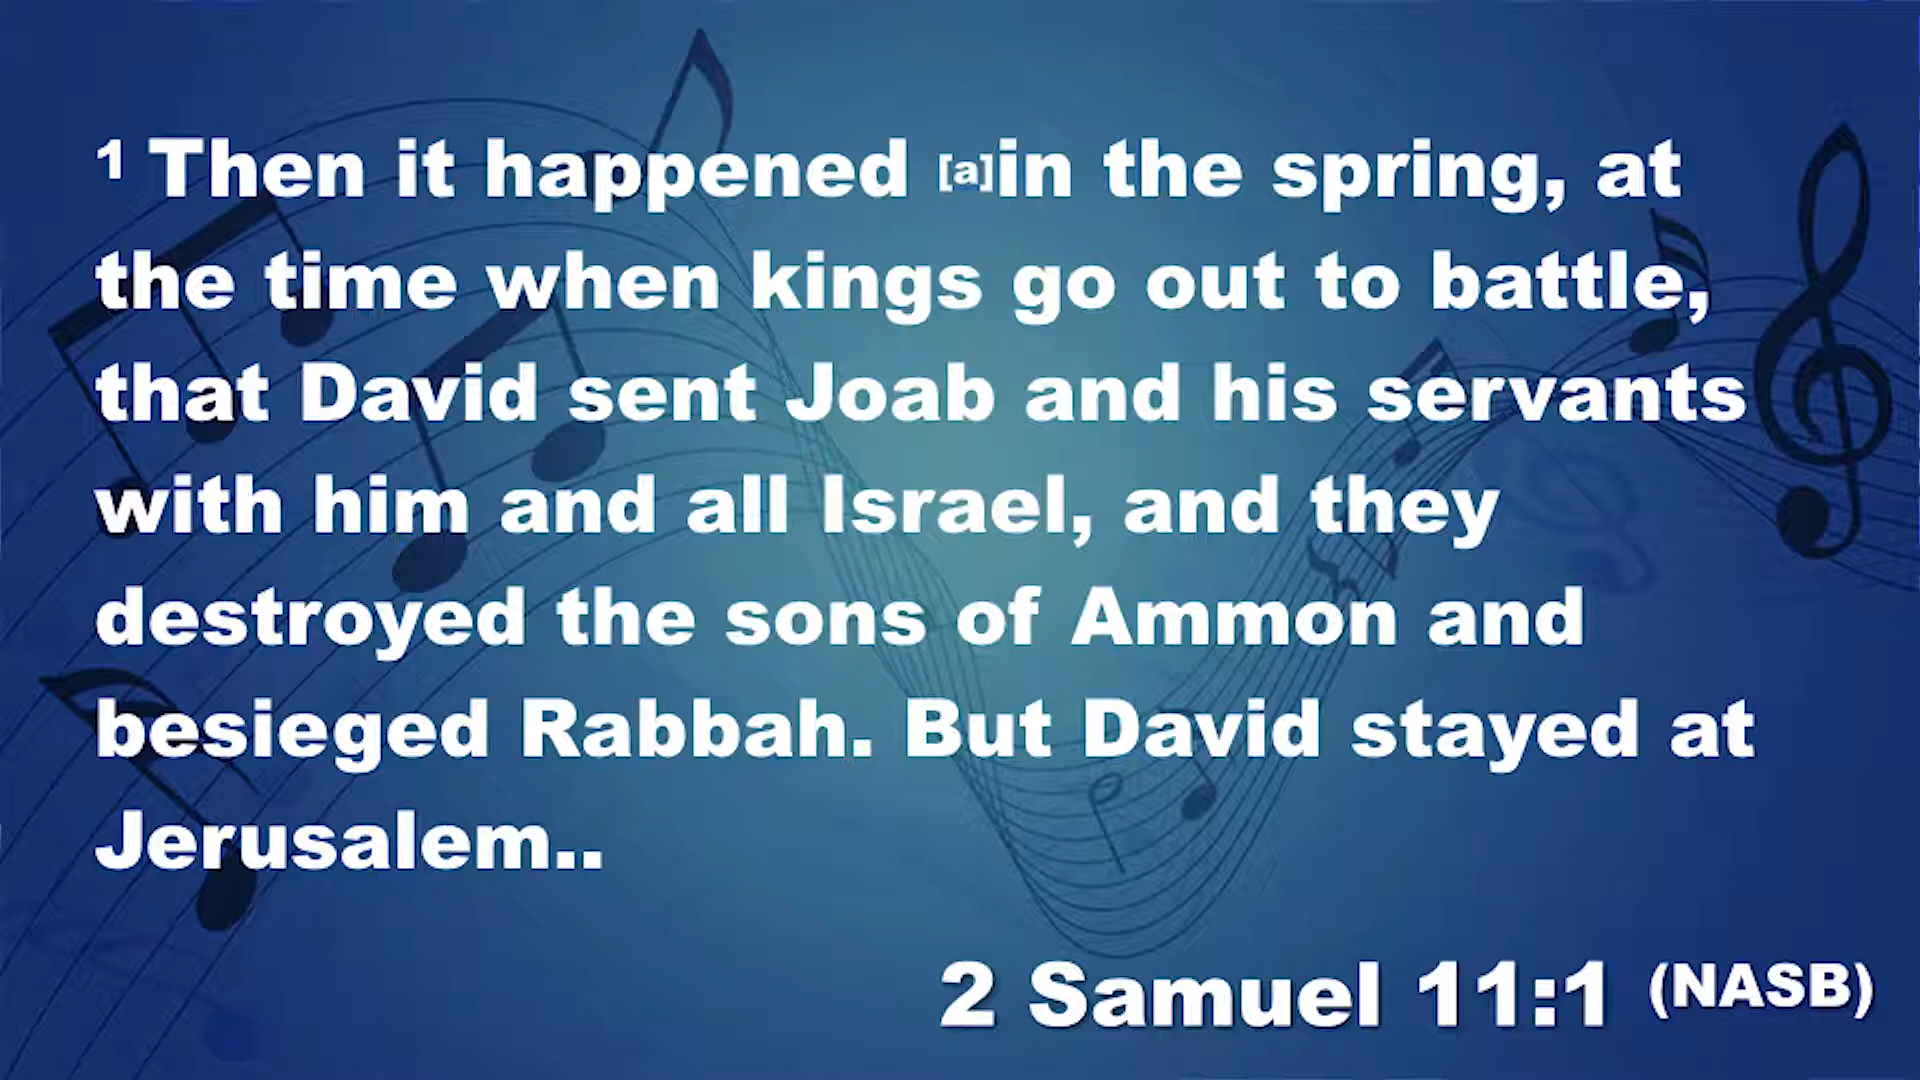 1 Then it happened [a]in the spring, at
the time when kings go out to battle,
that David sent Joab and his servants
with him and all Israel, and they
destroyed the sons of Ammon and
besieged Rabbah. But David stayed at
Jerusalem..
2 Samuel 11:1 (NASB)